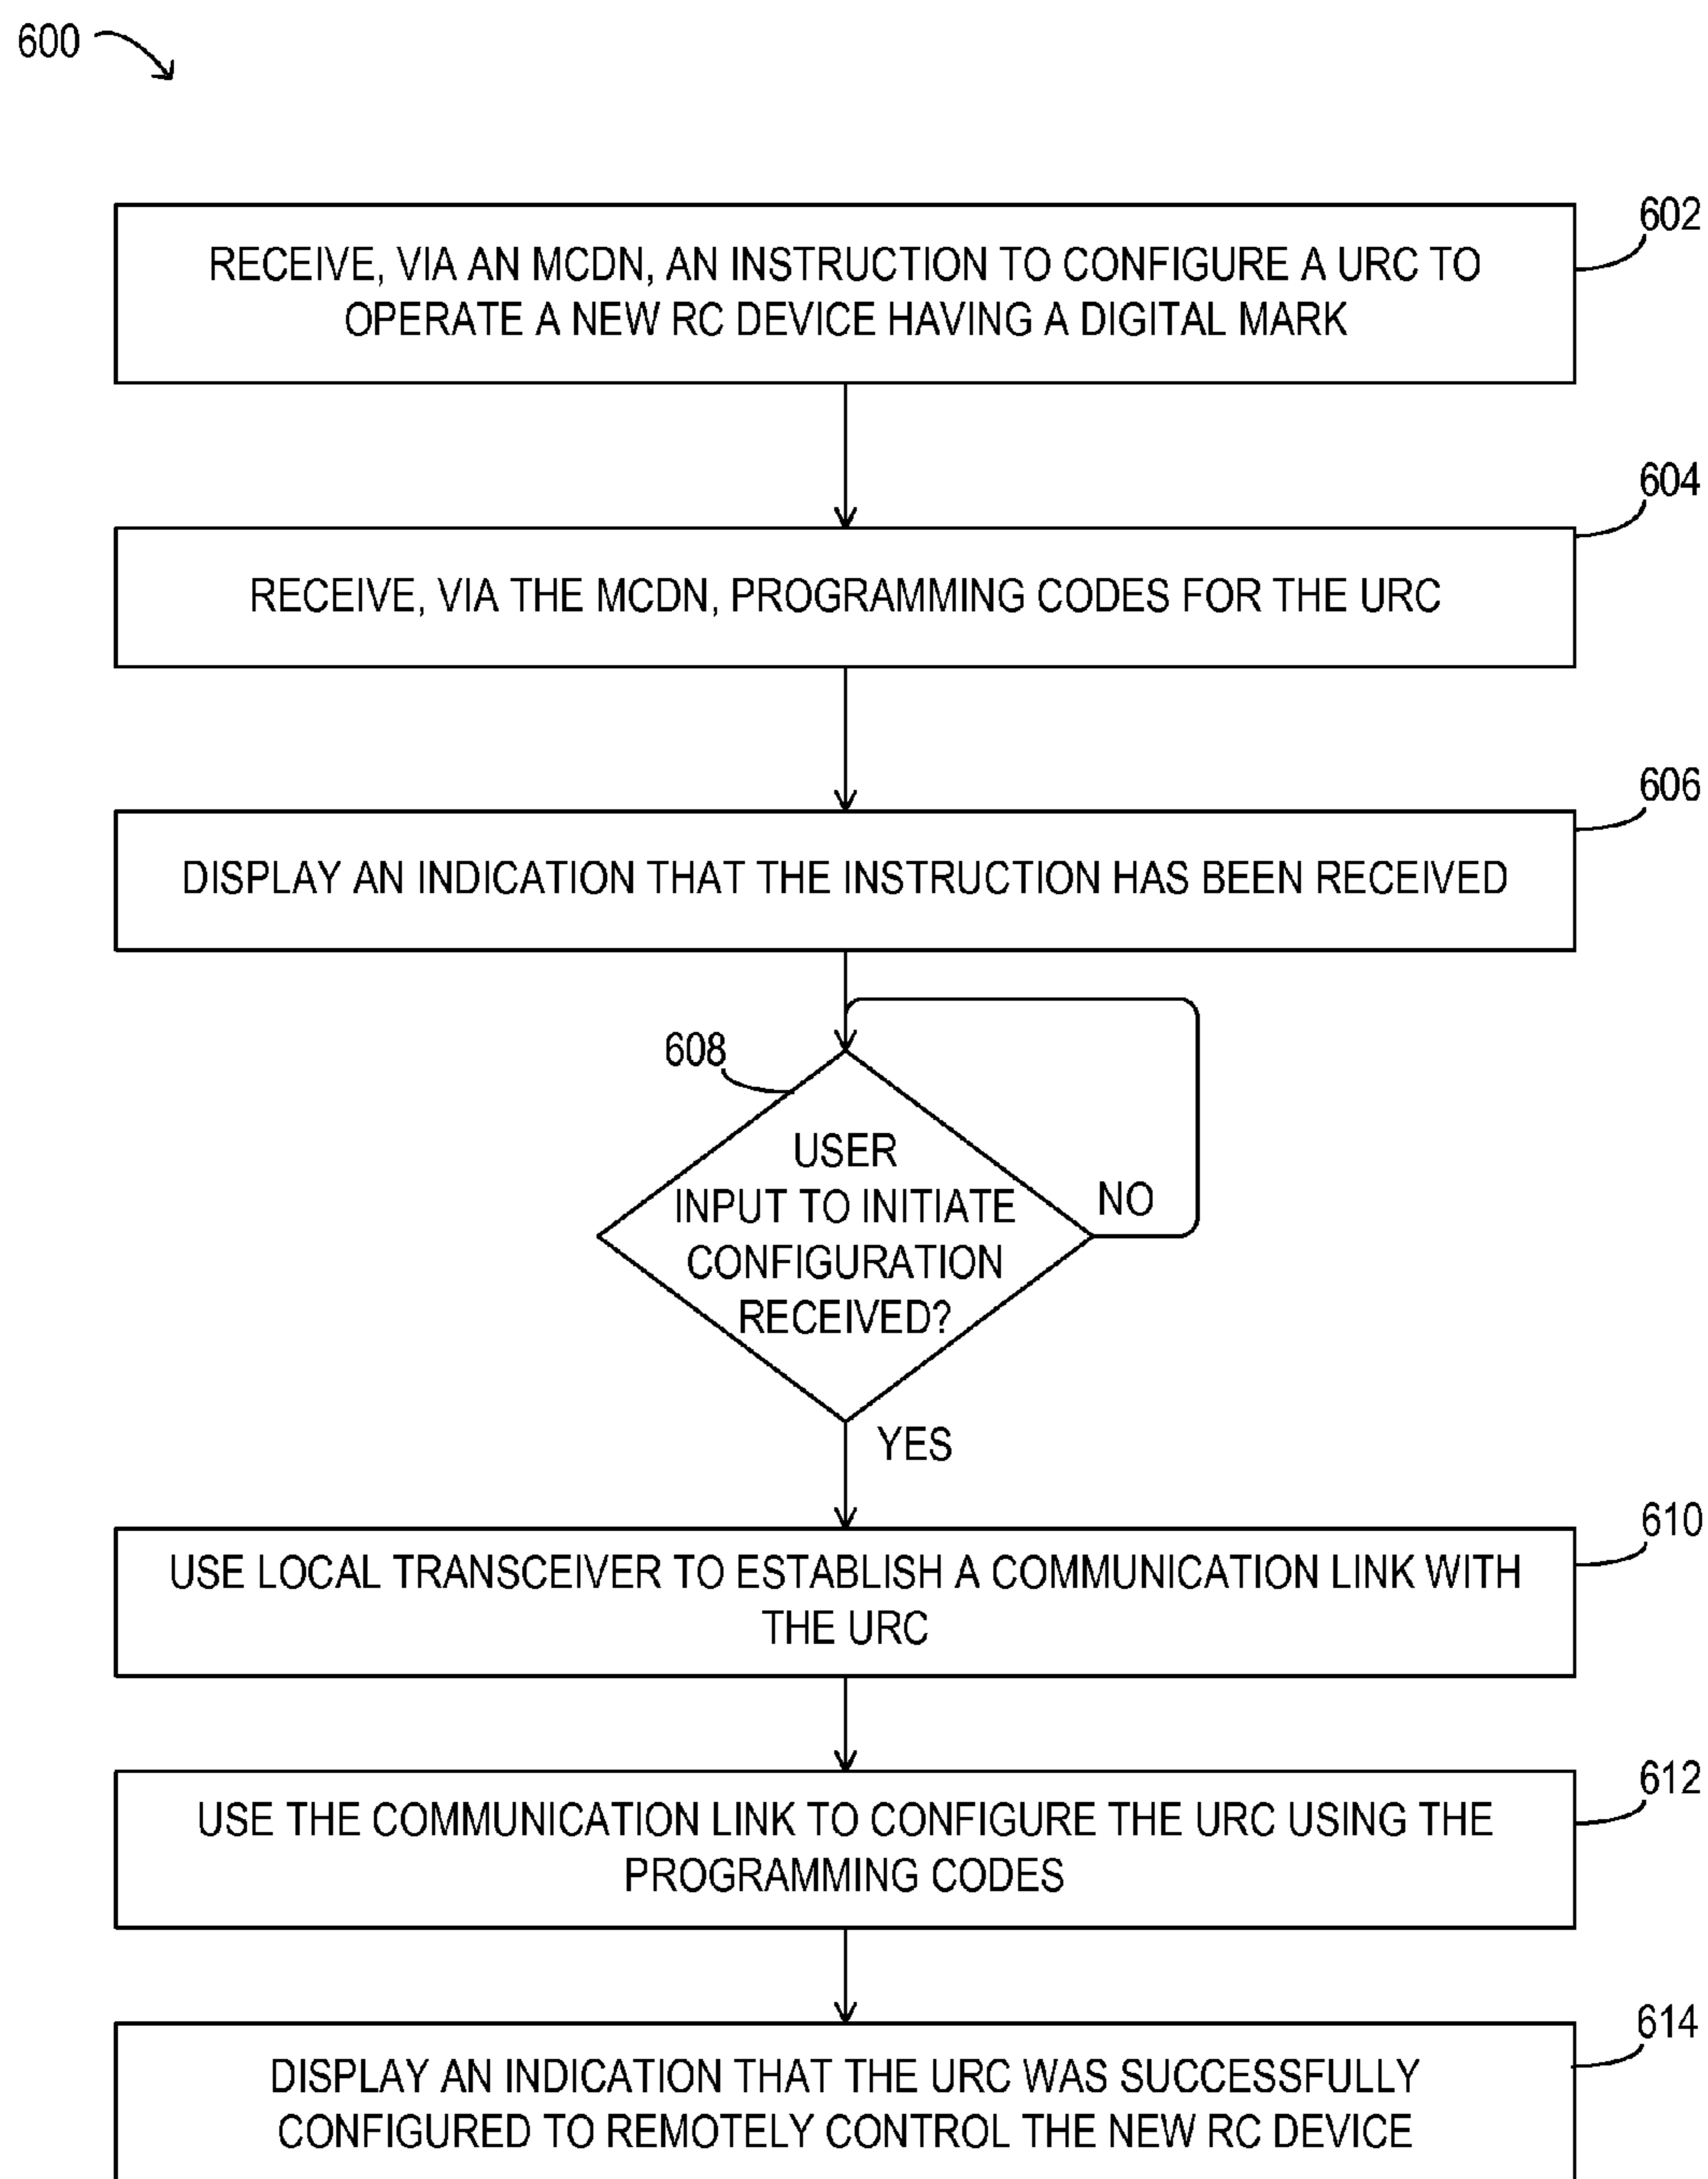 600
602
RECEIVE, VIA AN MCDN, AN INSTRUCTION TO CONFIGURE A URC TO
OPERATE A NEW RC DEVICE HAVING A DIGITAL MARK
604
RECEIVE, VIA THE MCDN, PROGRAMMING CODES FOR THE URC
606
DISPLAY AN INDICATION THAT THE INSTRUCTION HAS BEEN RECEIVED
608
USER
INPUT TO INITIATE
CONFIGURATION
RECEIVED?
NO
YES
610
USE LOCAL TRANSCEIVER TO ESTABLISH A COMMUNICATION LINK WITH
THE URC
612
USE THE COMMUNICATION LINK TO CONFIGURE THE URC USING THE
PROGRAMMING CODES
614
DISPLAY AN INDICATION THAT THE URC WAS SUCCESSFULLY
CONFIGURED TO REMOTELY CONTROL THE NEW RC DEVICE